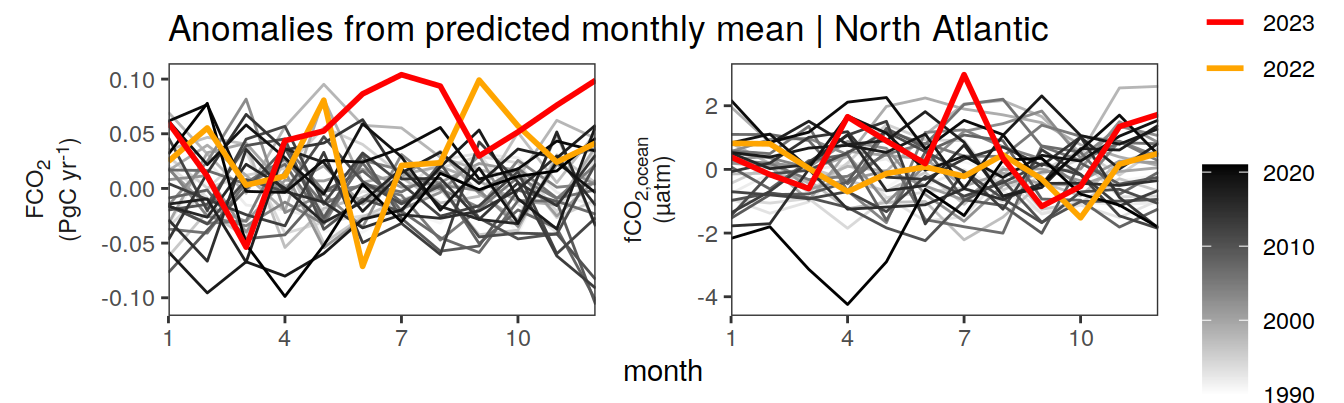 Anomalies from predicted monthly mean | North Atlantic
FCO₂
(PgC yr⁻¹)
0.10
0.05
0.00
-0.05
-0.10
1 4 7 10
fCO₂,ocean
(µatm)
2
0
-2
-4
1 4 7 10
month
2023
2022
2020
2010
2000
1990